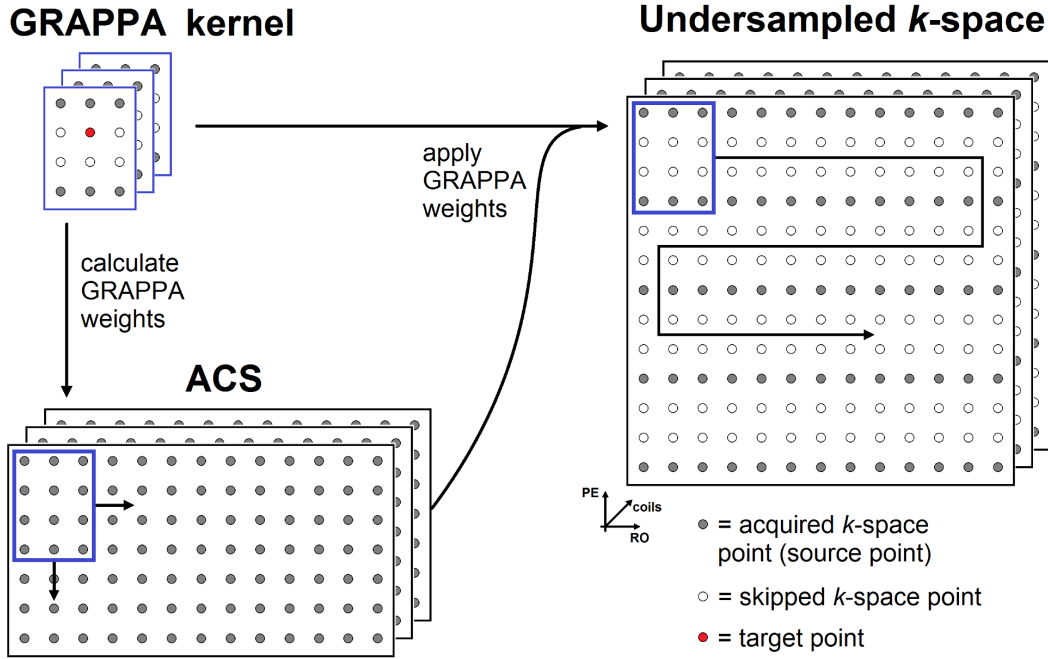 GRAPPA kernel
Undersampled k-space
apply
GRAPPA
weights
calculate
GRAPPA
weights
ACS
PE
coils
RO
= acquired k-space
point (source point)
= skipped k-space point
= target point